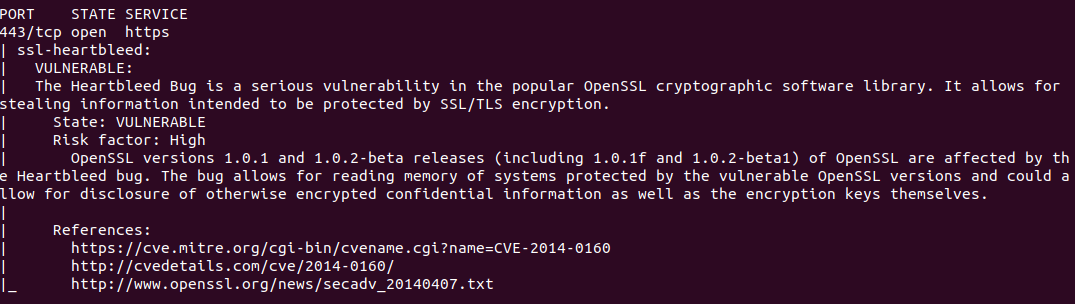 PORT    STATE SERVICE
443/tcp open  https
| ssl-heartbleed:
|   VULNERABLE:
|   The Heartbleed Bug is a serious vulnerability in the popular OpenSSL cryptographic software library. It allows for
stealing information intended to be protected by SSL/TLS encryption.
|     State: VULNERABLE
|     Risk factor: High
|       OpenSSL versions 1.0.1 and 1.0.2-beta releases (including 1.0.1f and 1.0.2-beta1) of OpenSSL are affected by th
e Heartbleed bug. The bug allows for reading memory of systems protected by the vulnerable OpenSSL versions and could a
llow for disclosure of otherwise encrypted confidential information as well as the encryption keys themselves.
|
|     References:
|       https://cve.mitre.org/cgi-bin/cvename.cgi?name=CVE-2014-0160
|       http://cvedetails.com/cve/2014-0160/
|_      http://www.openssl.org/news/secadv_20140407.txt